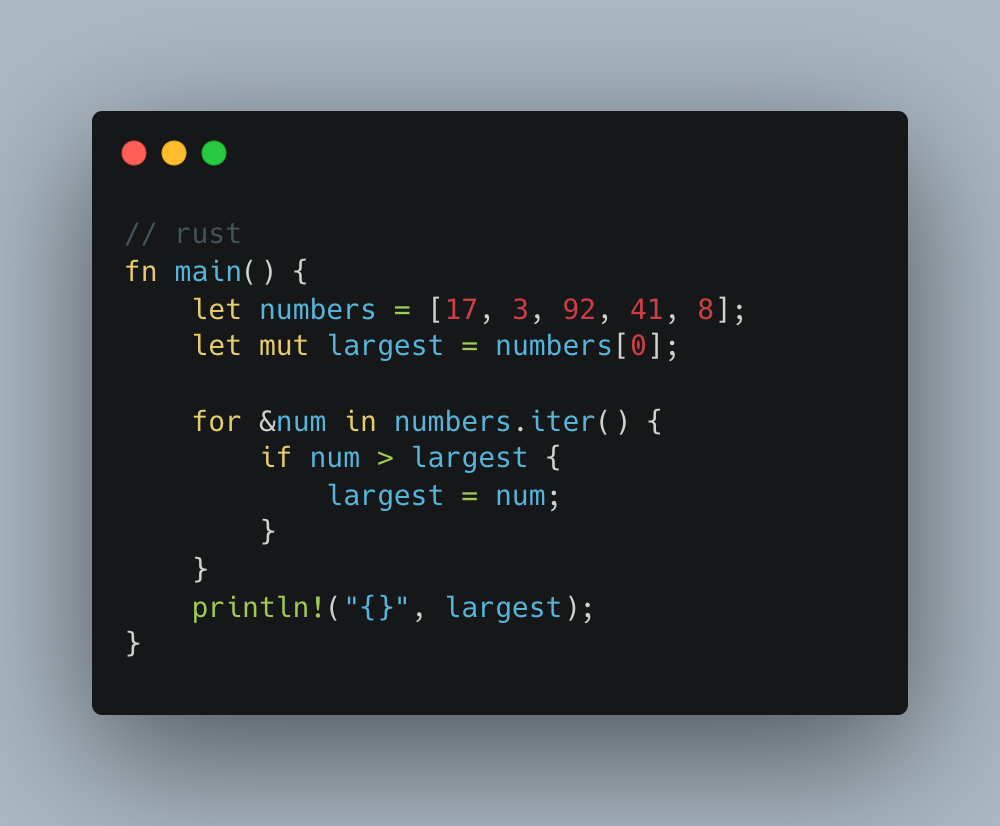 // rust
fn main() {
    let numbers = [17, 3, 92, 41, 8];
    let mut largest = numbers[0];

    for &num in numbers.iter() {
        if num > largest {
            largest = num;
        }
    }
    println!("{}", largest);
}